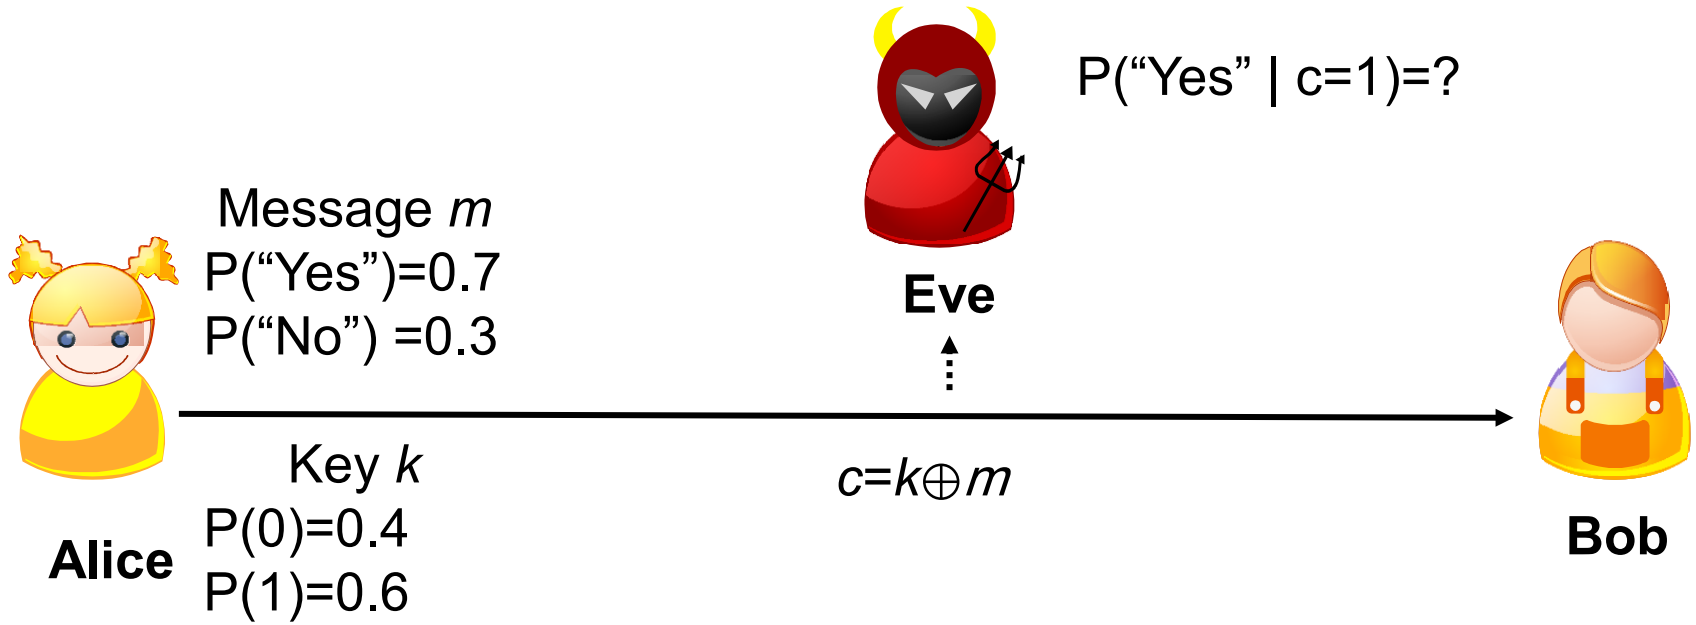 P(“Yes” | c=1)=?
Message m
P(“Yes”)=0.7
P(“No”) =0.3
Eve
Key k
P(0)=0.4
P(1)=0.6
c=k⊕m
Alice
Bob